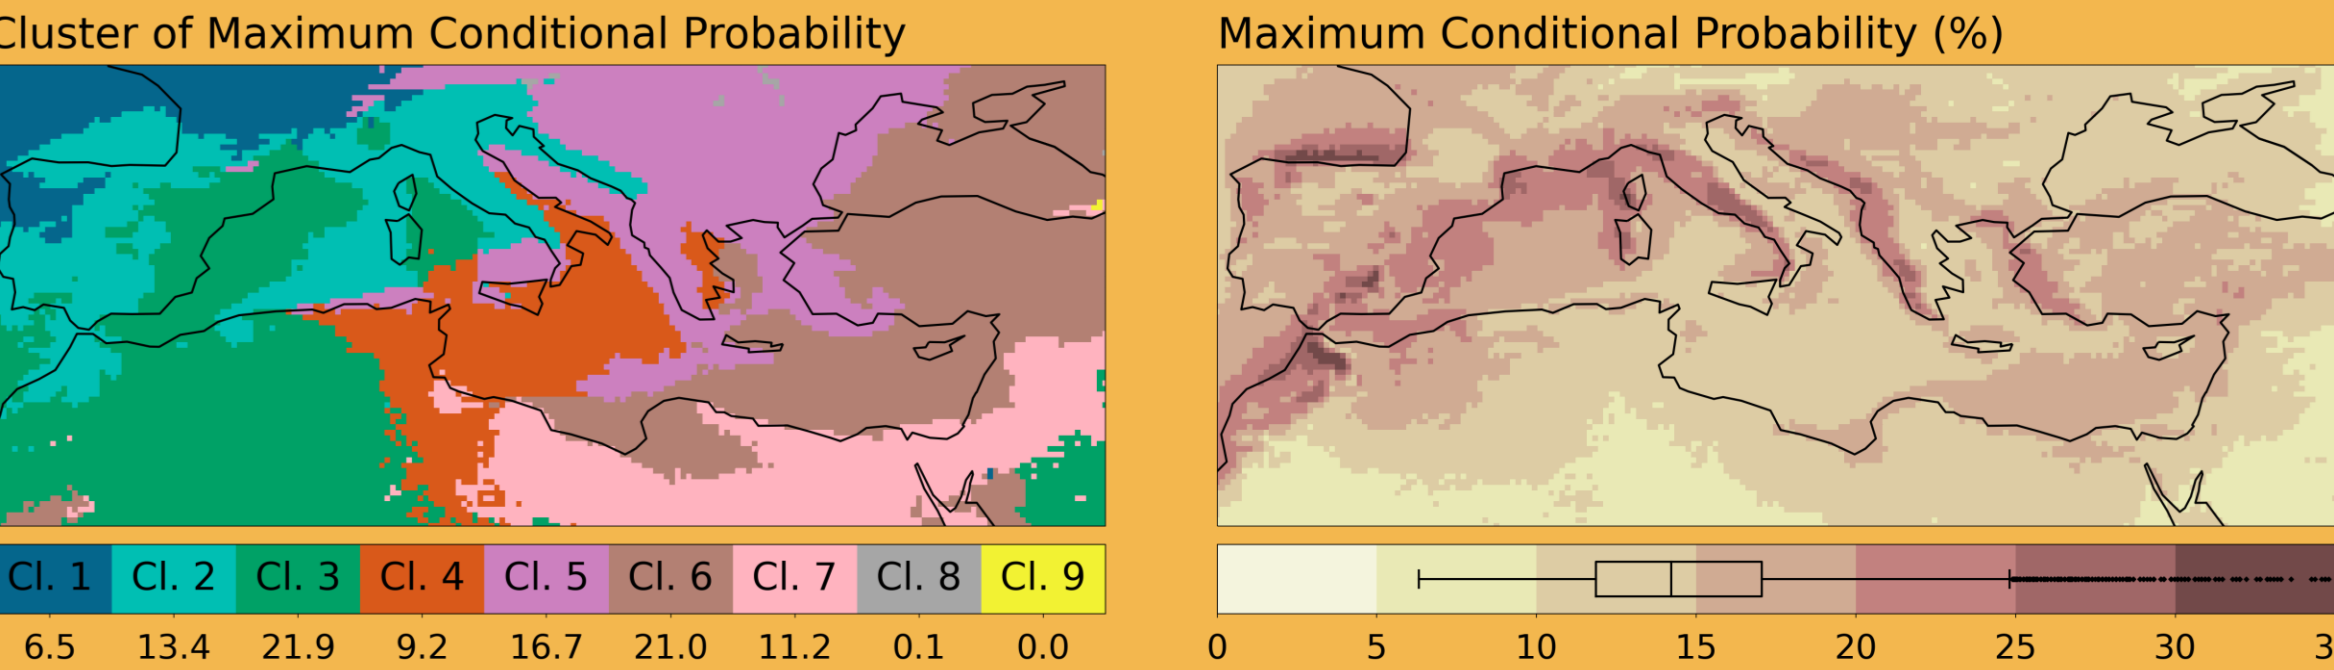 Cluster of Maximum Conditional Probability
Maximum Conditional Probability (%)
Cl. 1 Cl. 2 Cl. 3 Cl. 4 Cl. 5 Cl. 6 Cl. 7 Cl. 8 Cl. 9
6.5 13.4 21.9 9.2 16.7 21.0 11.2 0.1 0.0
0 5 10 15 20 25 30